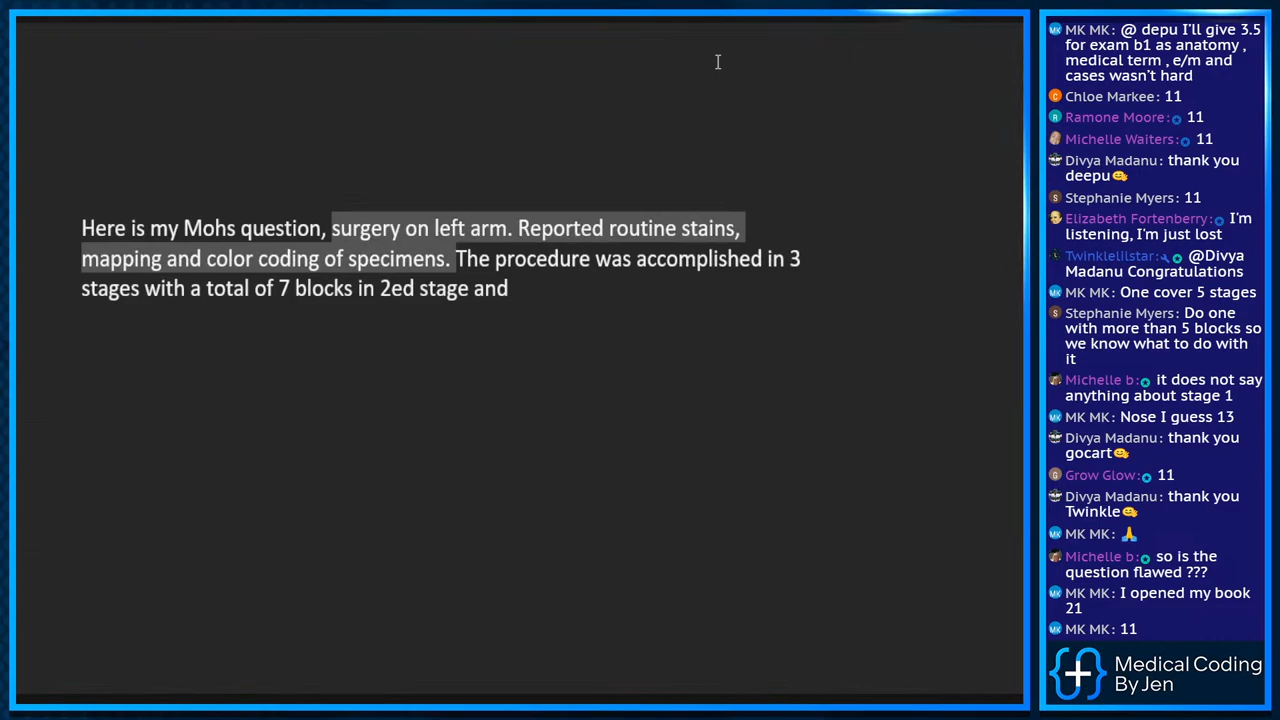 Here is my Mohs question, surgery on left arm. Reported routine stains,
mapping and color coding of specimens. The procedure was accomplished in 3
stages with a total of 7 blocks in 2ed stage and
MK MK: @ depu I'll give 3.5
for exam b1 as anatomy ,
medical term , e/m and
cases wasn't hard
Chloe Markee: 11
Ramone Moore: 11
Michelle Waiters: 11
Divya Madanu: thank you
deepu🤏
Stephanie Myers: 11
Elizabeth Fortenberry: I'm
listening, I'm just lost
Twinklelilstar: @Divya
Madanu Congratulations
MK MK: One cover 5 stages
Stephanie Myers: Do one
with more than 5 blocks so
we know what to do with
it
Michelle b: it does not say
anything about stage 1
MK MK: Nose I guess 13
Divya Madanu: thank you
gocart
Grow Glow: 11
Divya Madanu: thank you
Twinkle
MK MK: 🙏
Michelle b: so is the
question flawed ???
MK MK: I opened my book
21
MK MK: 11
Medical Coding
By Jen